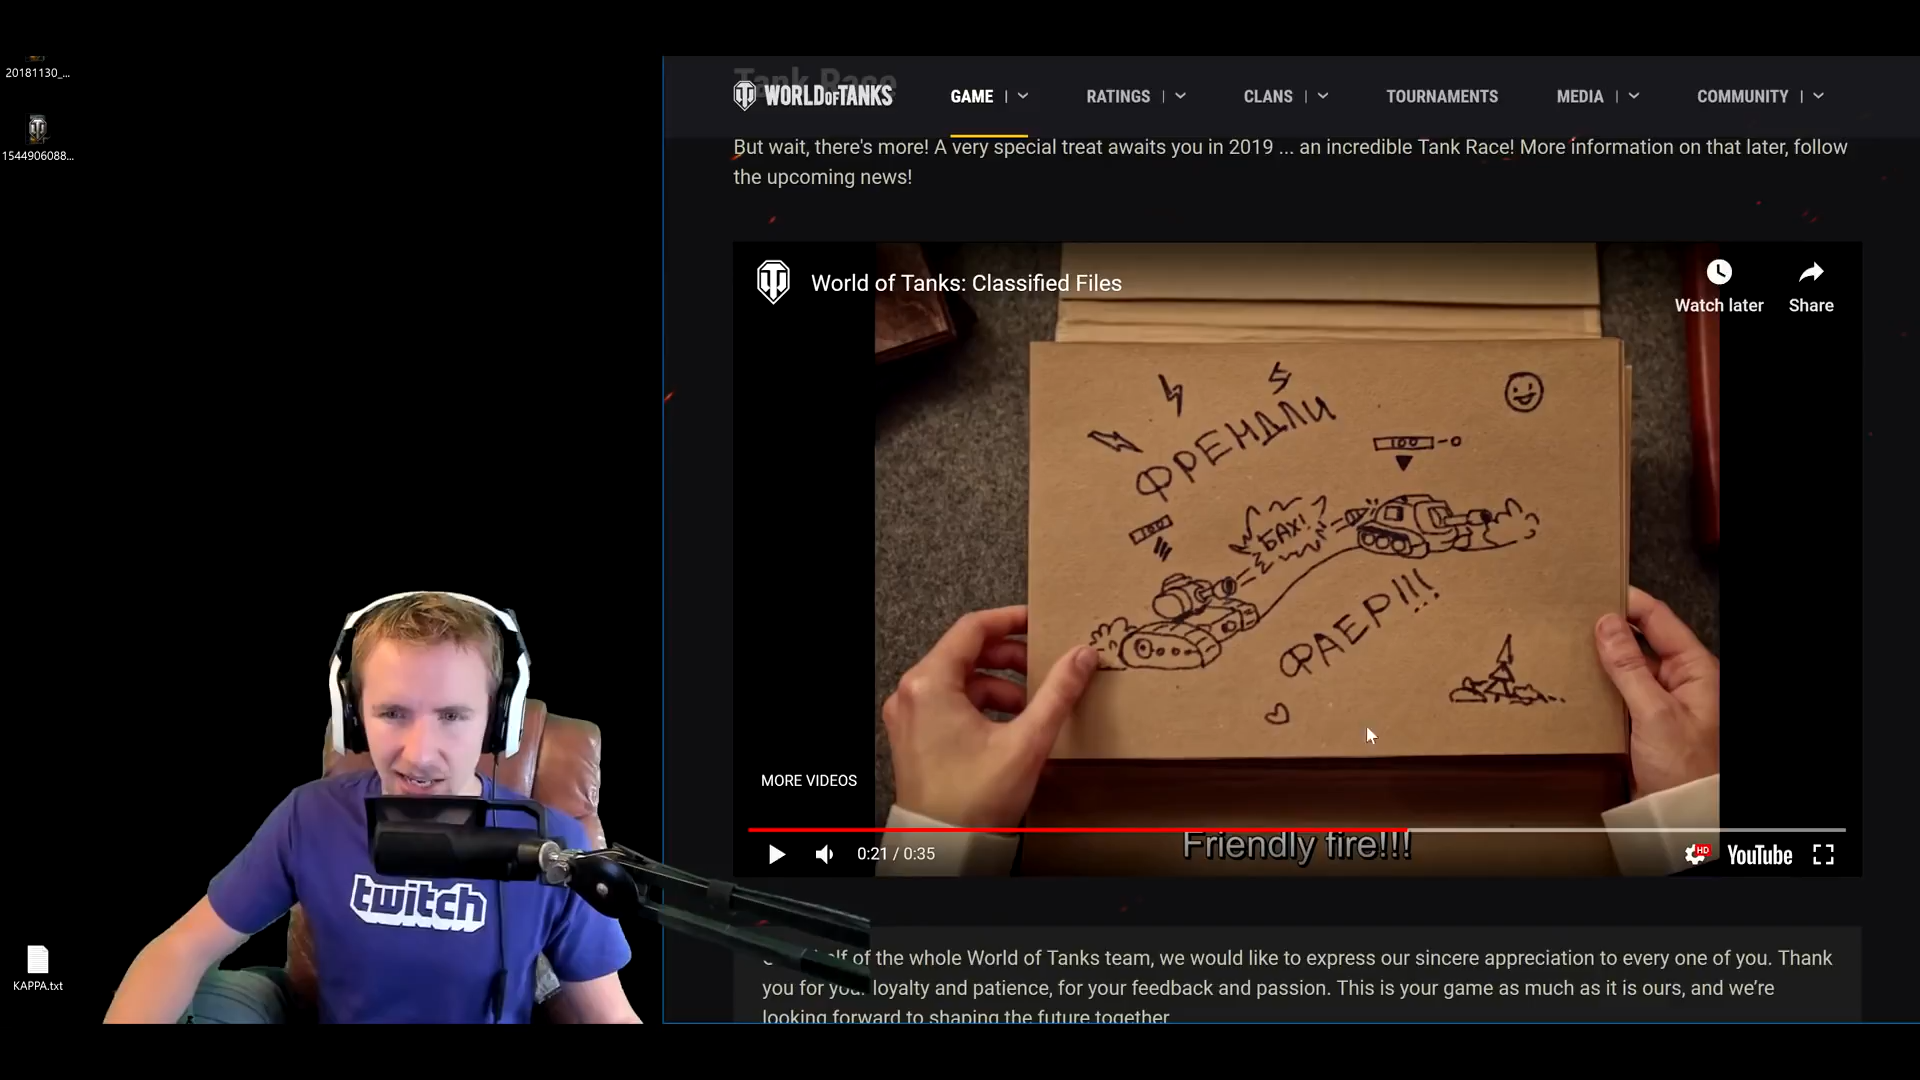 20181130_...
1544906088...
KAPPA.txt
Tank Race
WORLD OF TANKS
GAME
RATINGS
CLANS
TOURNAMENTS
MEDIA
COMMUNITY
But wait, there's more! A very special treat awaits you in 2019 ... an incredible Tank Race! More information on that later, follow
the upcoming news!
World of Tanks: Classified Files
Watch later
Share
ФРЕНДЛИ
БАХ!
ФАЕР!!!
MORE VIDEOS
Friendly fire!!!
0:21 / 0:35
HD
YouTube
twitch
of the whole World of Tanks team, we would like to express our sincere appreciation to every one of you. Thank
you for your loyalty and patience, for your feedback and passion. This is your game as much as it is ours, and we're
looking forward to shaping the future together